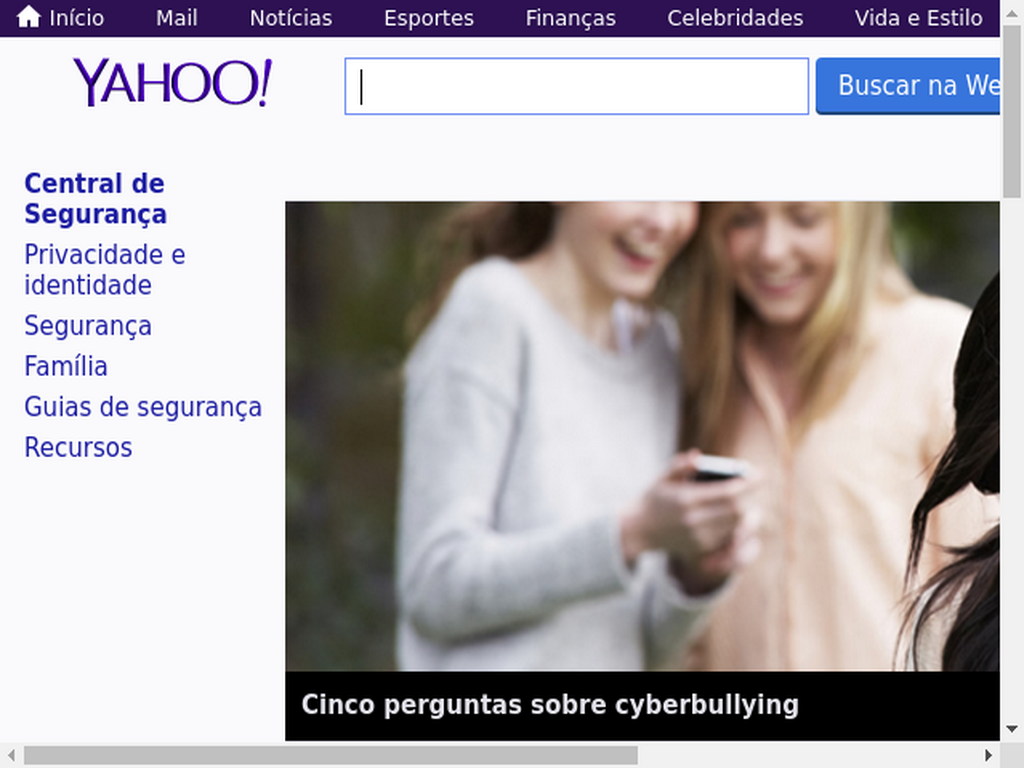 Início Mail Notícias Esportes Finanças Celebridades Vida e Estilo
YAHOO! Buscar na We
Central de
Segurança
Privacidade e
identidade
Segurança
Família
Guias de segurança
Recursos
Cinco perguntas sobre cyberbullying